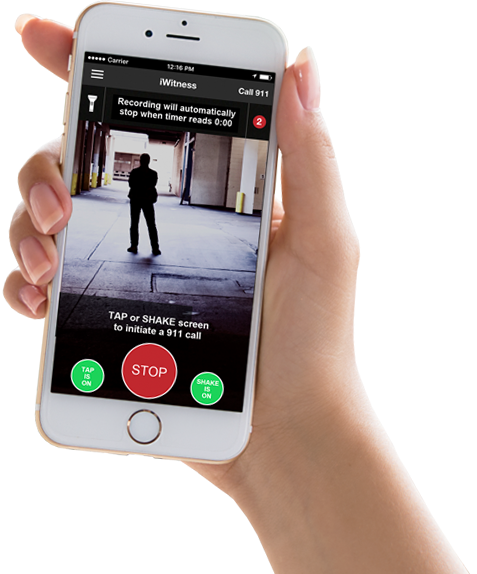 Carrier
12:16 PM
iWitness
Call 911
Recording will automatically
stop when timer reads 0:00
2
TAP or SHAKE screen
to initiate a 911 call
TAP
IS
ON
STOP
SHAKE
IS
ON